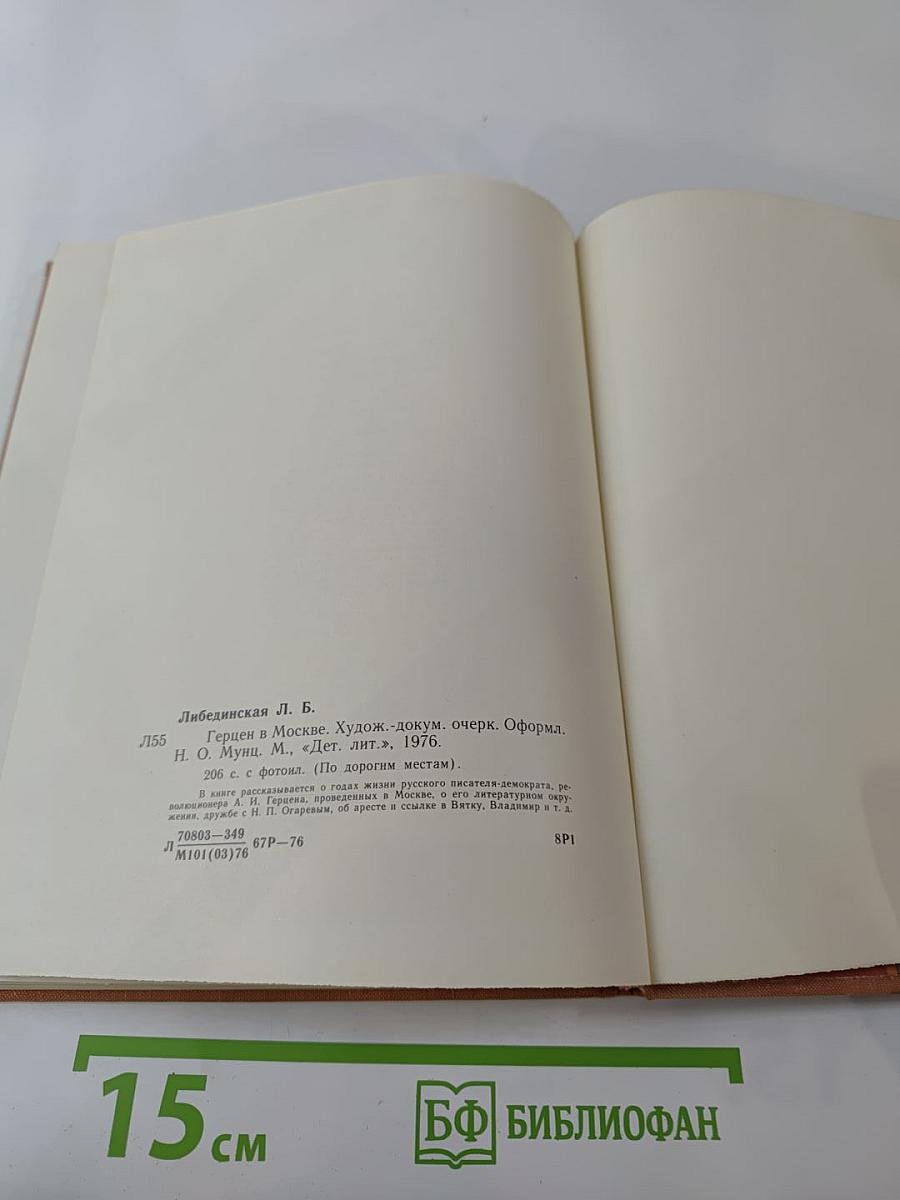 Либединская Л. Б.
Л55 Герцен в Москве. Худож.-докум. очерк. Оформл.
Н. О. Мунц. М., «Дет. лит.», 1976.
206 с. с фотоил. (По дорогим местам).
В книге рассказывается о годах жизни русского писателя-демократа, ре-
волюционера А. И. Герцена, проведенных в Москве, о его литературном окру-
жении, дружбе с Н. П. Огаревым, об аресте и ссылке в Вятку, Владимир и т. д.
Л 70803—349 67Р—76 8Р1
М101(03)76
15 см
БФ БИБЛИОФАН